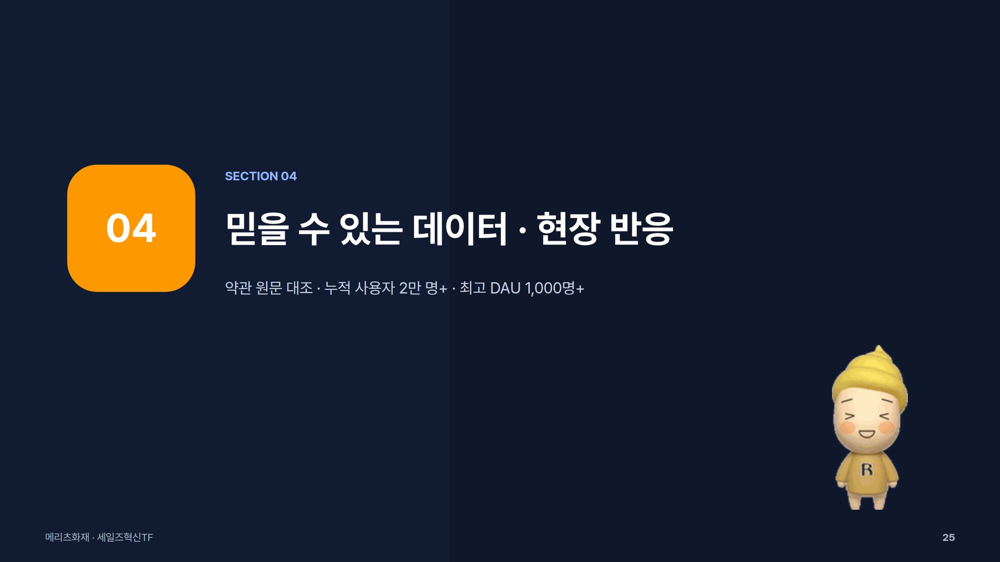 04
SECTION 04
믿을 수 있는 데이터 · 현장 반응
약관 원문 대조 · 누적 사용자 2만 명+ · 최고 DAU 1,000명+
R
메리츠화재 · 세일즈혁신TF
25